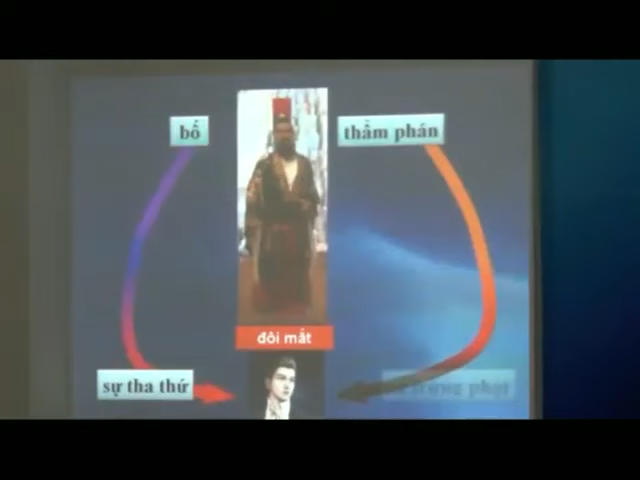 bố
thẩm phán
đôi mắt
sự tha thứ